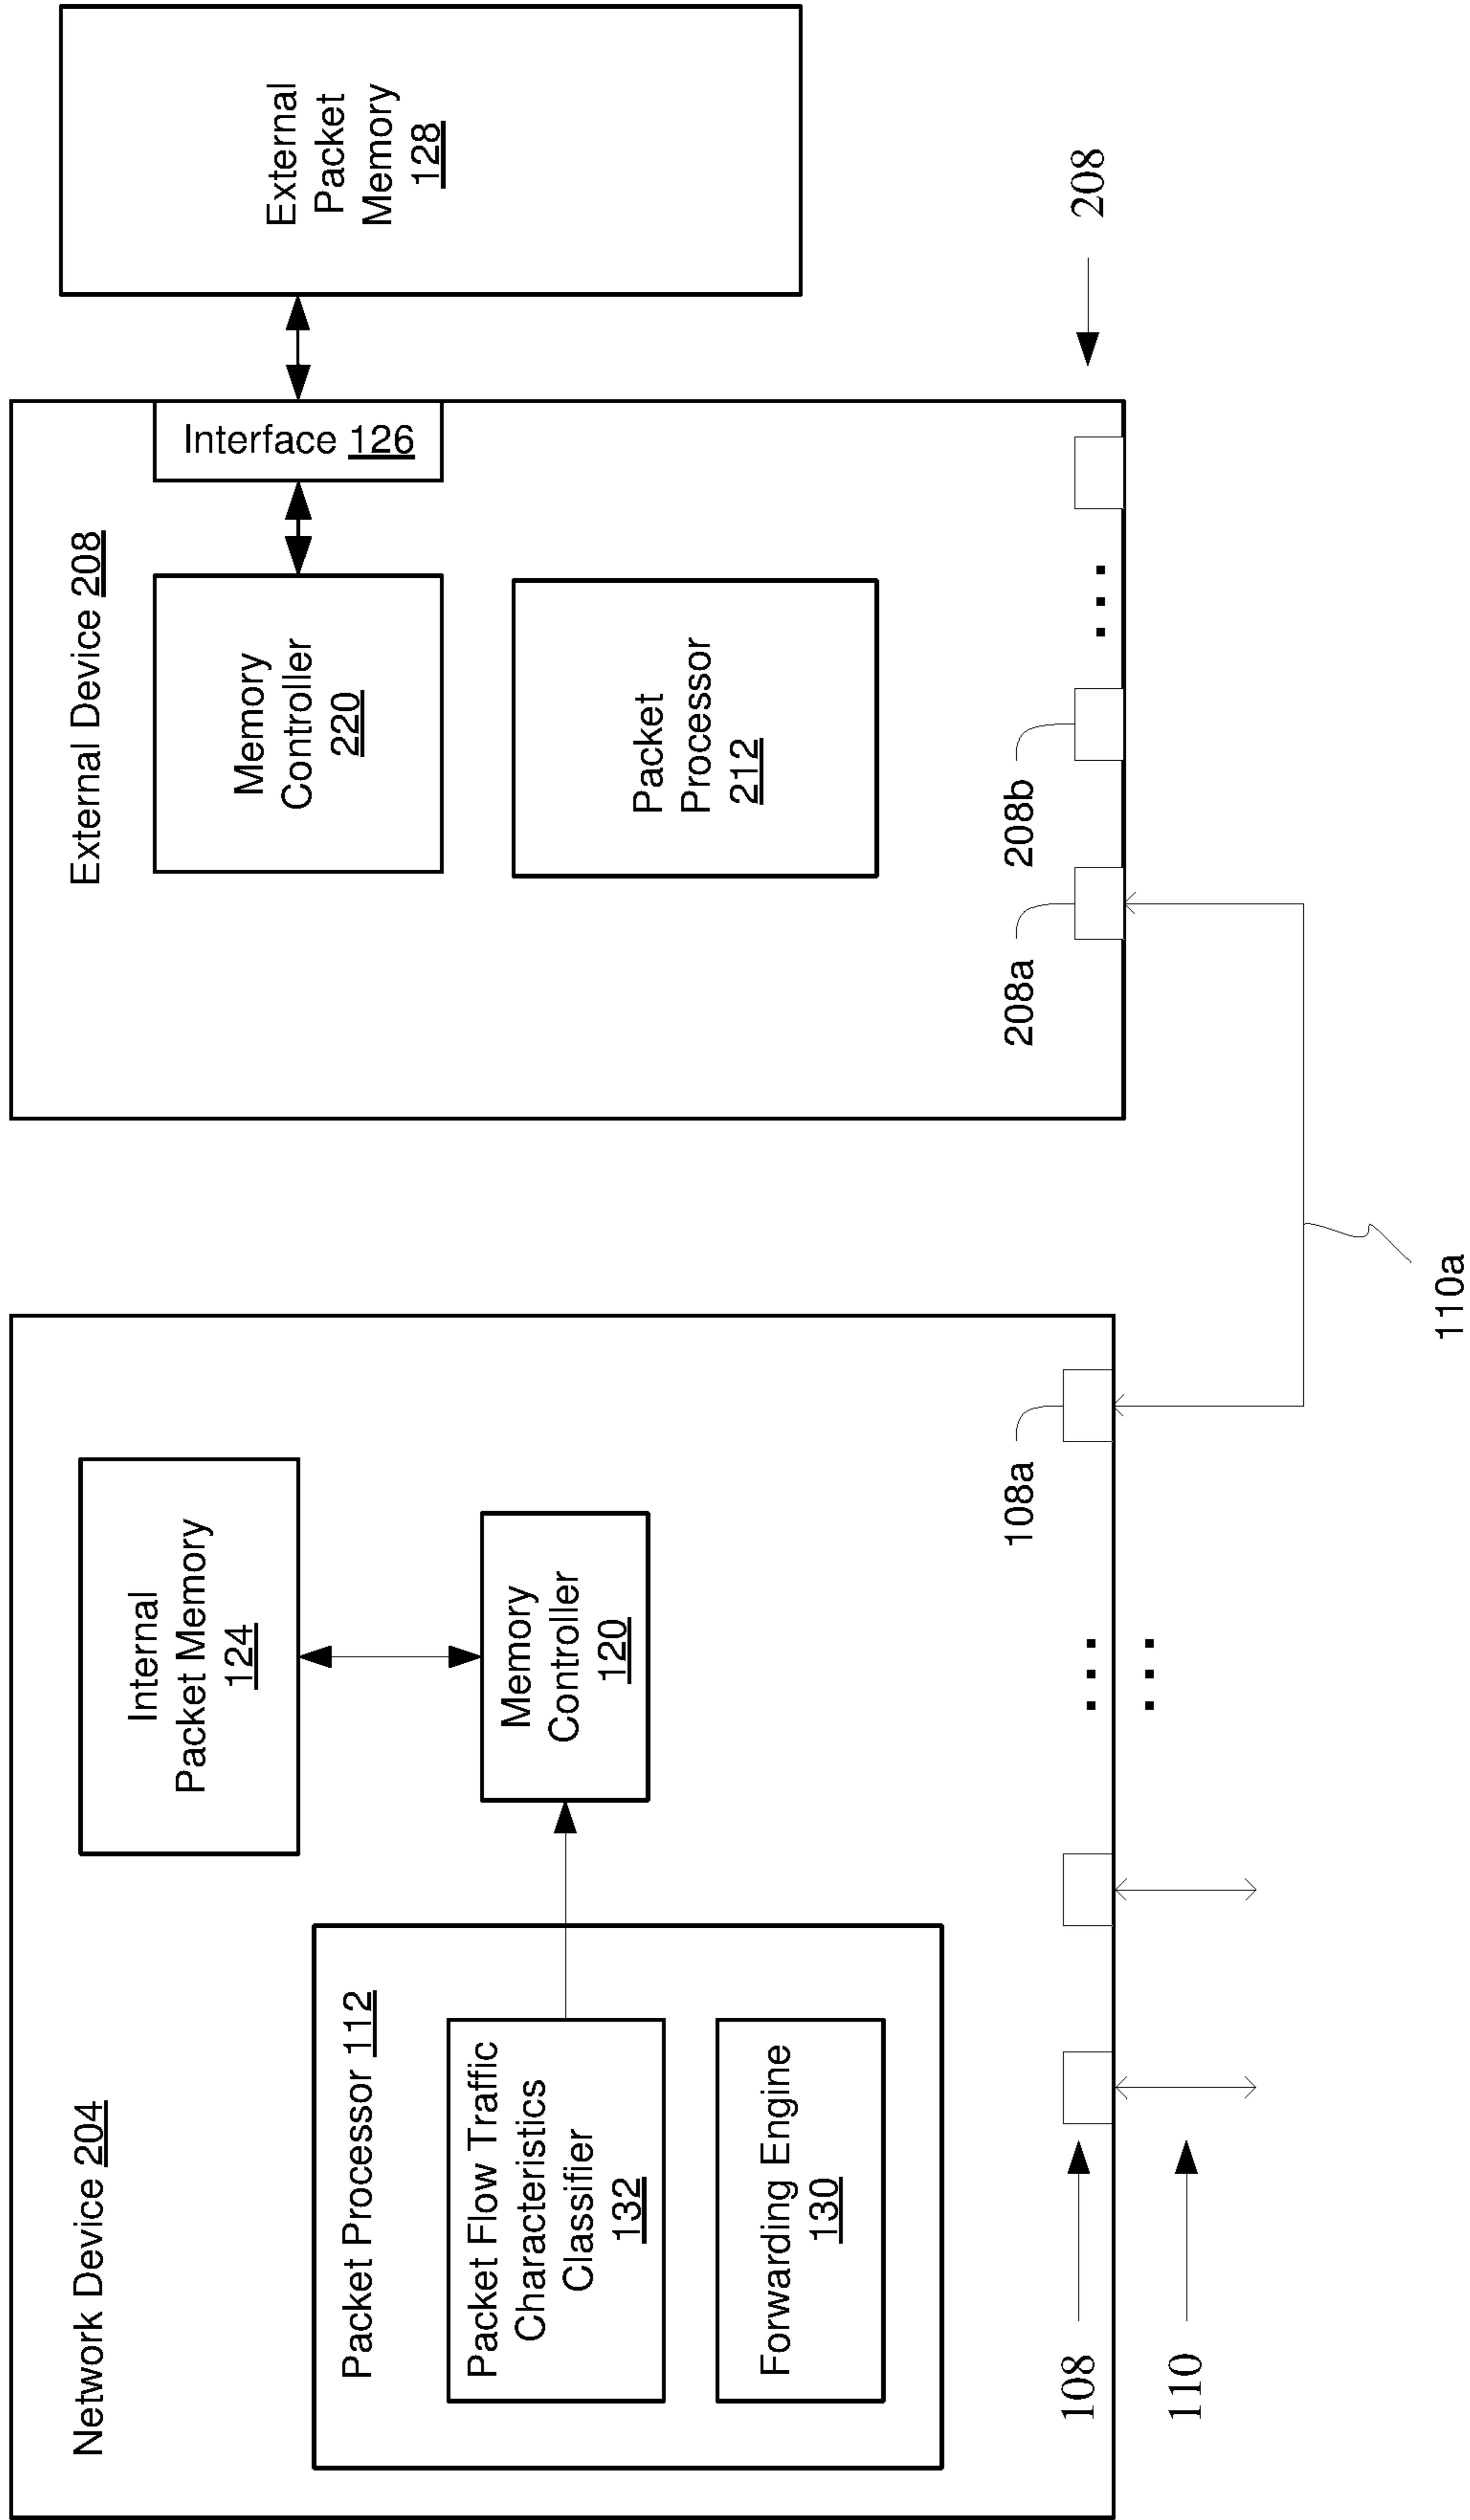 Network Device 204
Packet Processor 112
Packet Flow Traffic
Characteristics
Classifier
132
Forwarding Engine
130
Internal
Packet Memory
124
Memory
Controller
120
108a
108
110
110a
External Device 208
Memory
Controller
220
Interface 126
Packet
Processor
212
208a
208b
208
External
Packet
Memory
128